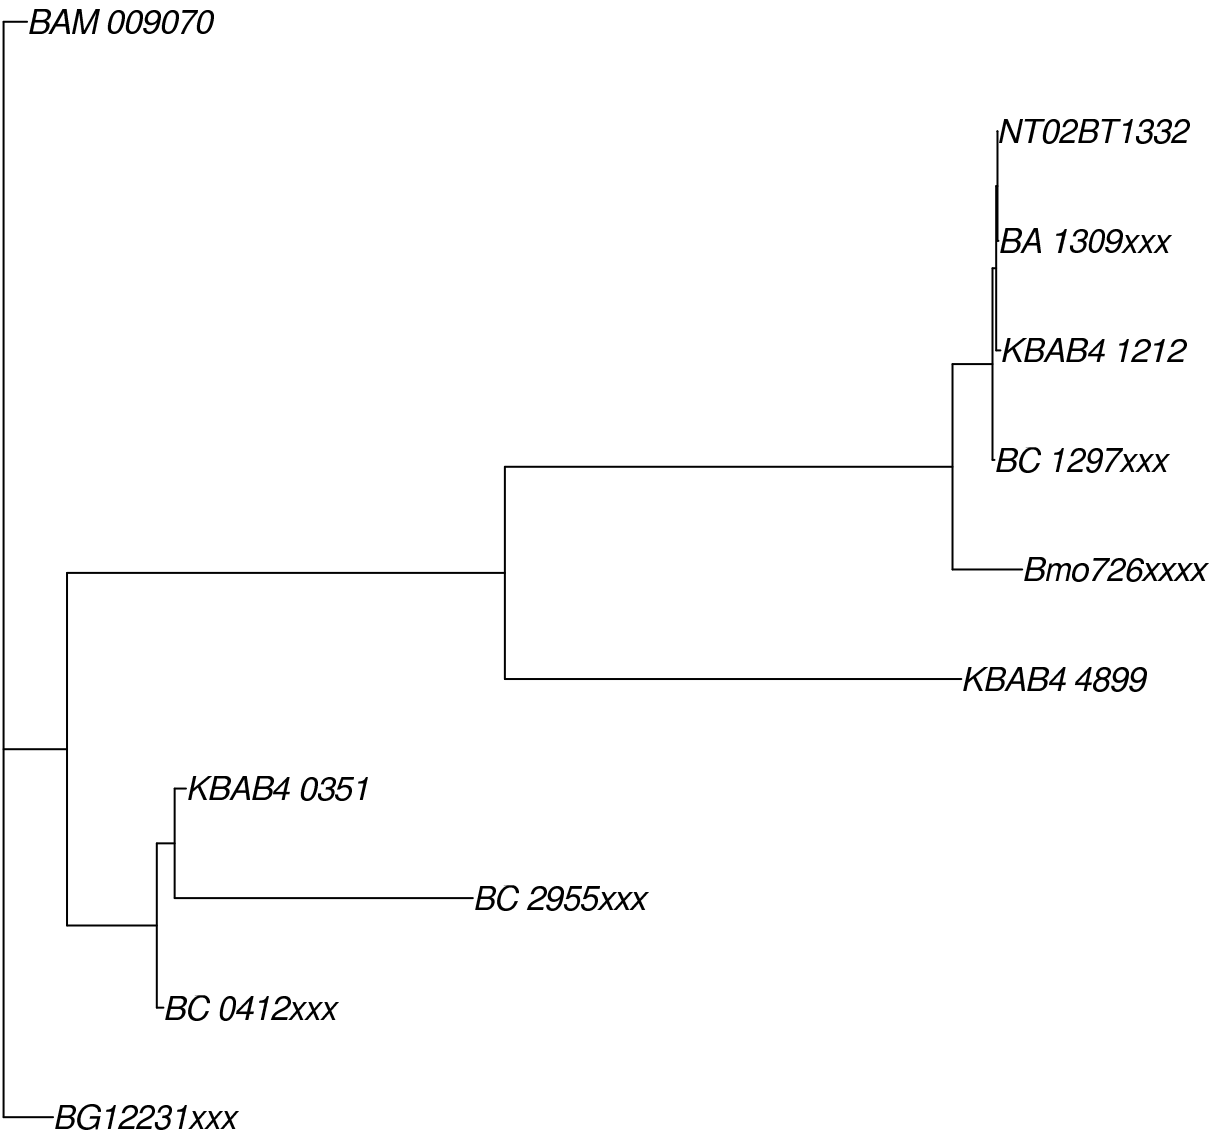 BAM 009070
NT02BT1332
BA 1309xxx
KBAB4 1212
BC 1297xxx
Bmo726xxxx
KBAB4 4899
KBAB4 0351
BC 2955xxx
BC 0412xxx
BG12231xxx